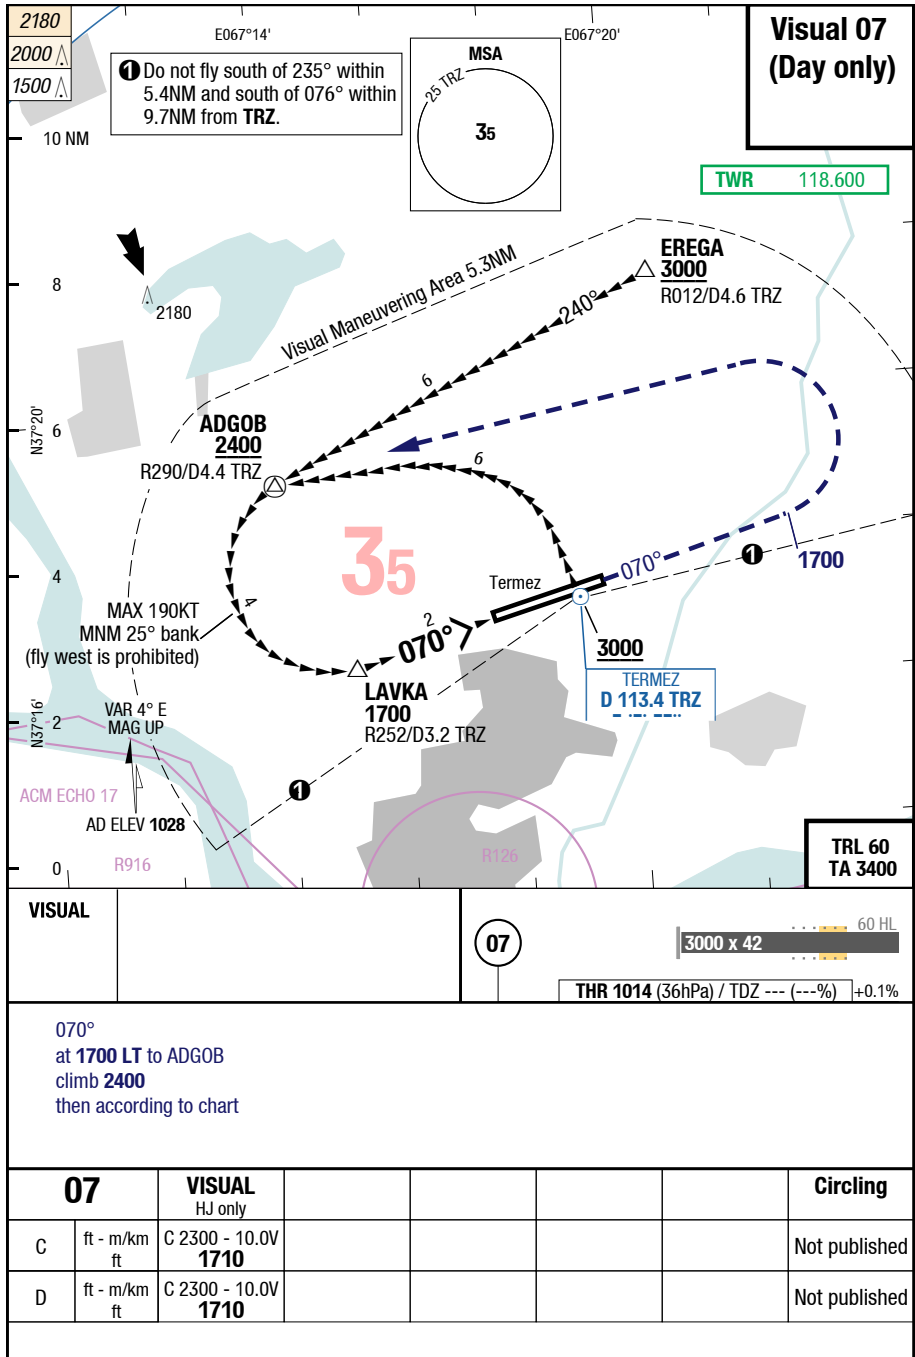 2180
2000
1500
E067°14'
E067°20'
Visual 07
(Day only)
❶ Do not fly south of 235° within
5.4NM and south of 076° within
9.7NM from TRZ.
MSA
25 TRZ
35
10 NM
TWR 118.600
EREGA
3000
R012/D4.6 TRZ
8
2180
Visual Maneuvering Area 5.3NM
240°
6
N37°20'
6
ADGOB
2400
R290/D4.4 TRZ
6
35
❶
070°
1700
Termez
4
MAX 190KT
MNM 25° bank
(fly west is prohibited)
4
2
070°
3000
TERMEZ
D 113.4 TRZ
LAVKA
1700
R252/D3.2 TRZ
N37°16'
2
VAR 4° E
MAG UP
ACM ECHO 17
❶
AD ELEV 1028
R916
R126
0
TRL 60
TA 3400
VISUAL
07
60 HL
3000 x 42
THR 1014 (36hPa) / TDZ --- (---%) +0.1%
070°
at 1700 LT to ADGOB
climb 2400
then according to chart
07 VISUAL Circling
HJ only
C ft - m/km C 2300 - 10.0V Not published
ft 1710
D ft - m/km C 2300 - 10.0V Not published
ft 1710